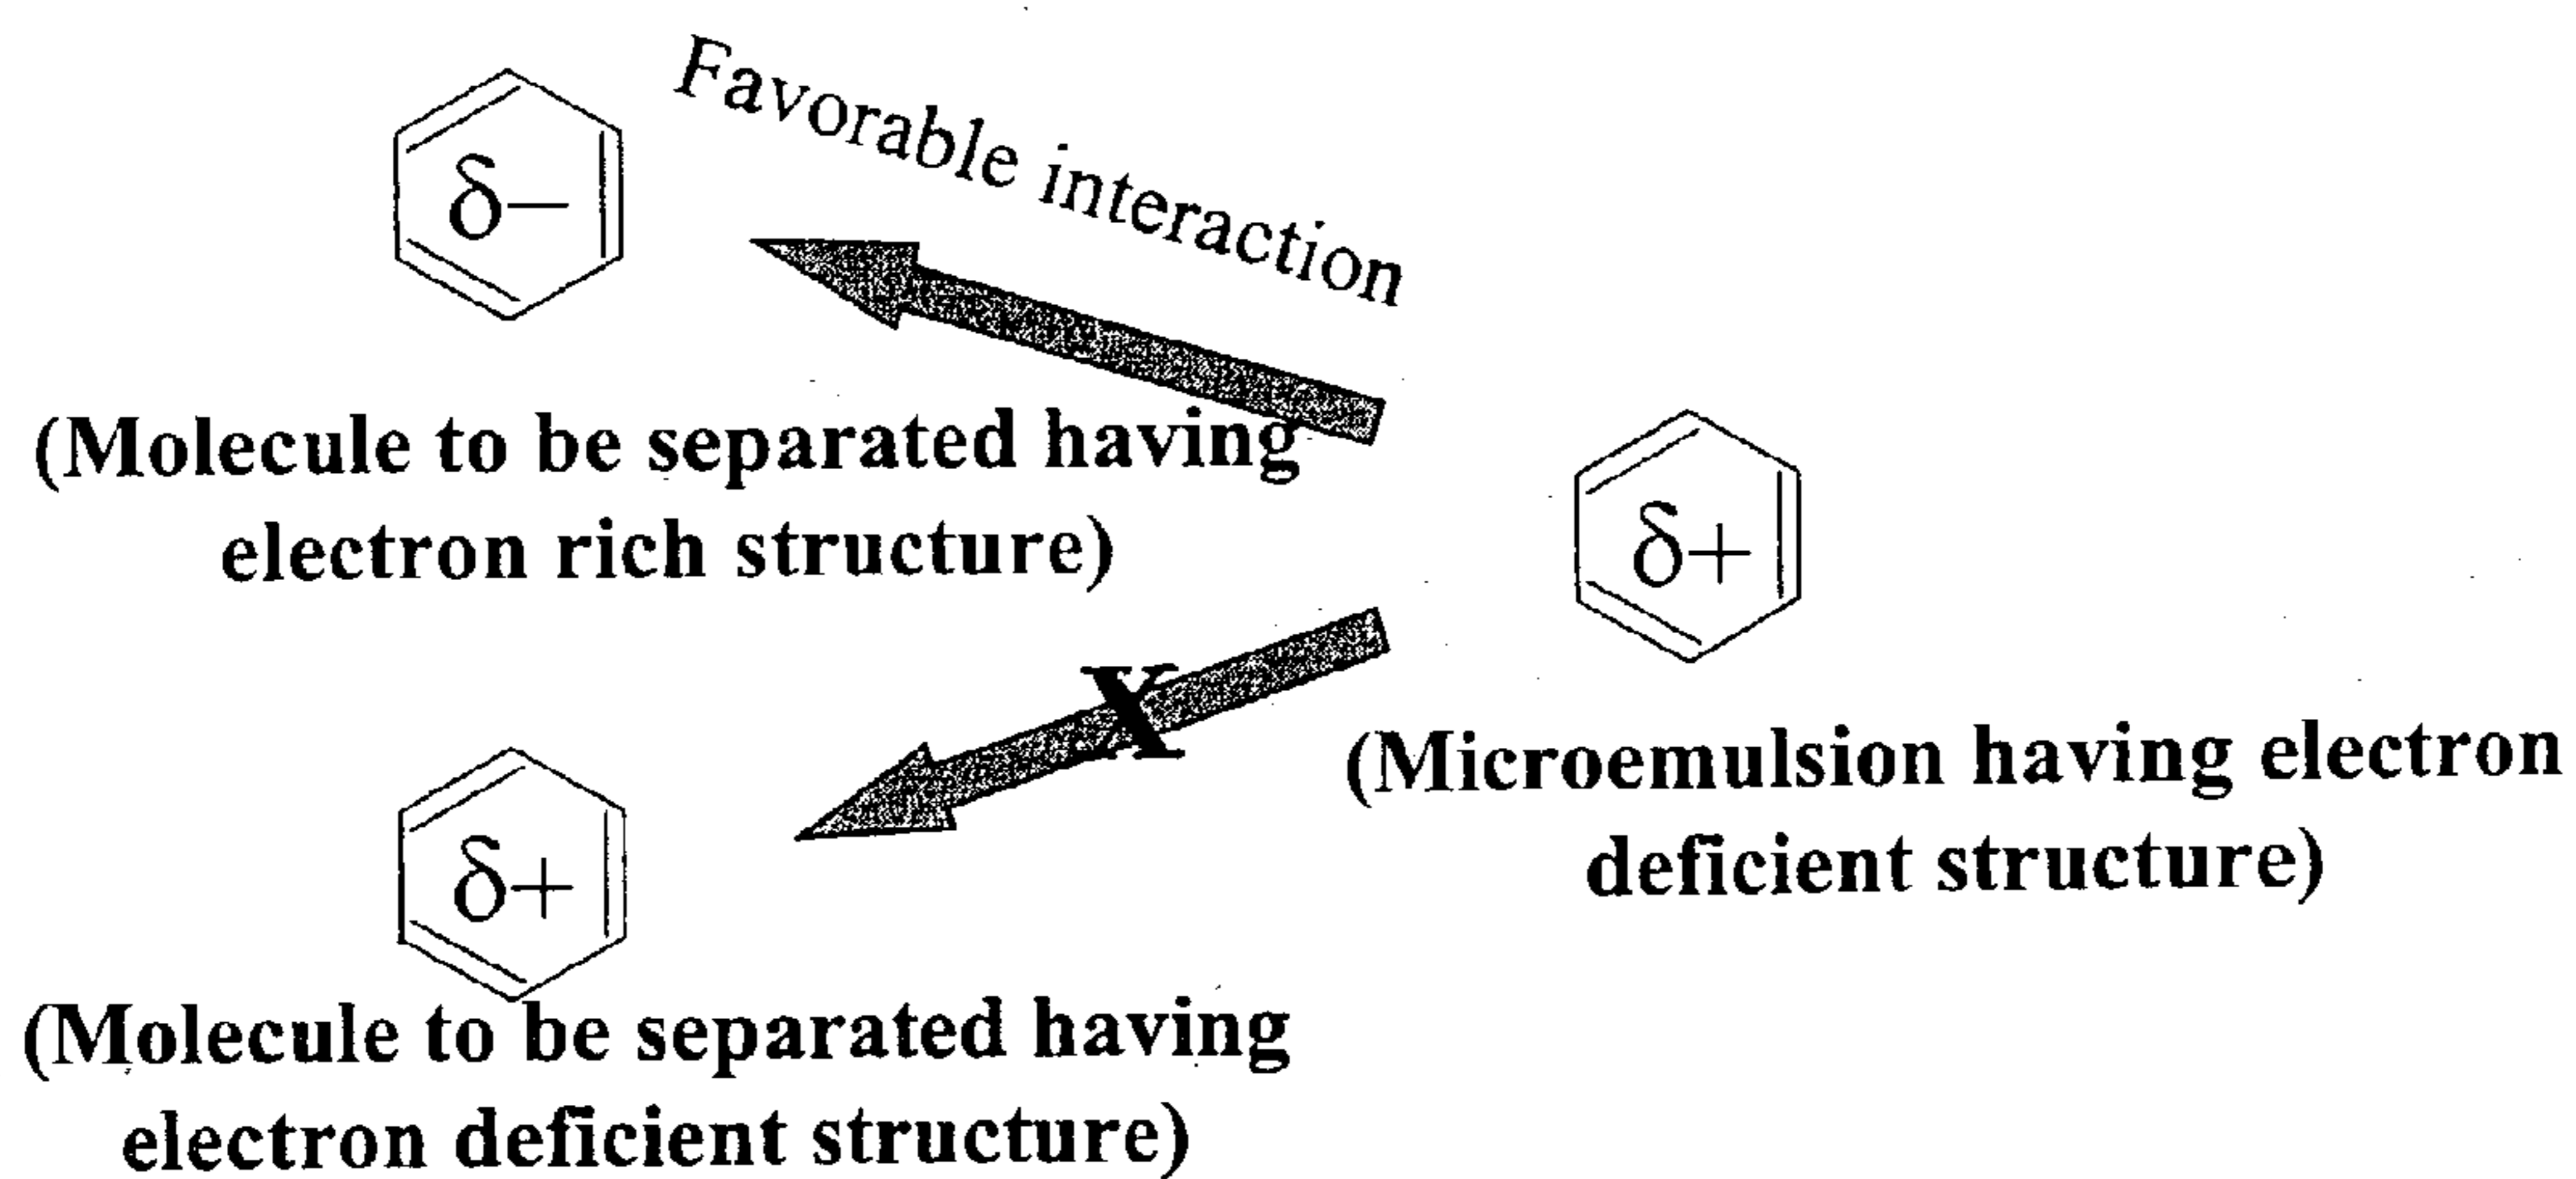 Favorable interaction
δ−
(Molecule to be separated having
electron rich structure)
δ+
X
(Microemulsion having electron
deficient structure)
δ+
(Molecule to be separated having
electron deficient structure)